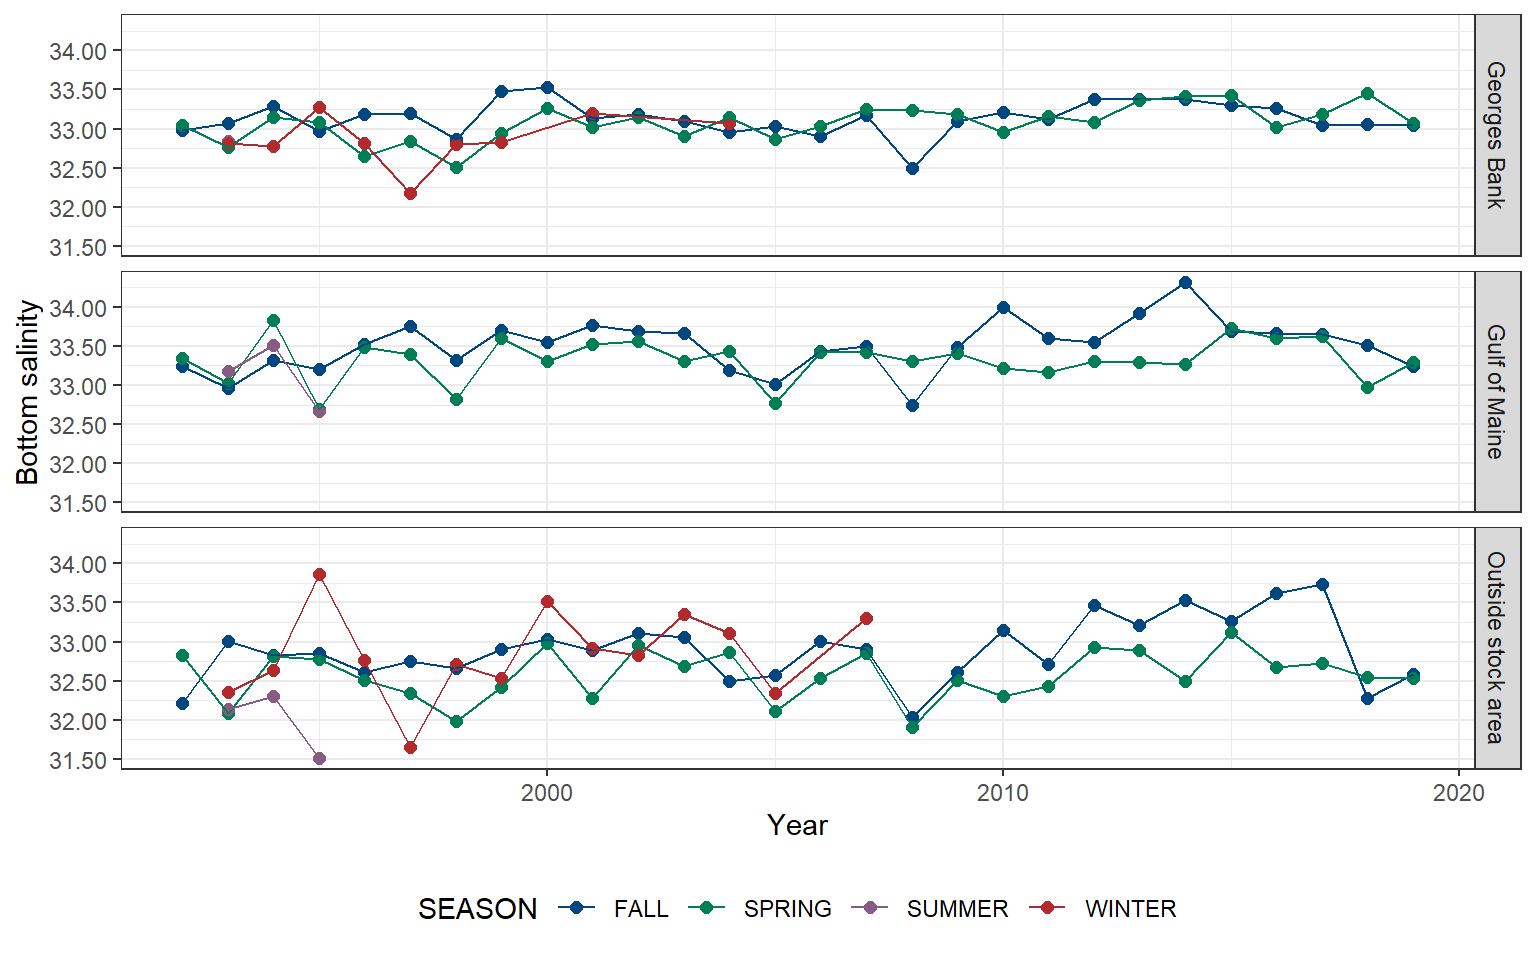 34.00
33.50
33.00
32.50
32.00
31.50
Georges Bank
34.00
33.50
33.00
32.50
32.00
31.50
Gulf of Maine
Bottom salinity
34.00
33.50
33.00
32.50
32.00
31.50
Outside stock area
2000 2010 2020
Year
SEASON FALL SPRING SUMMER WINTER